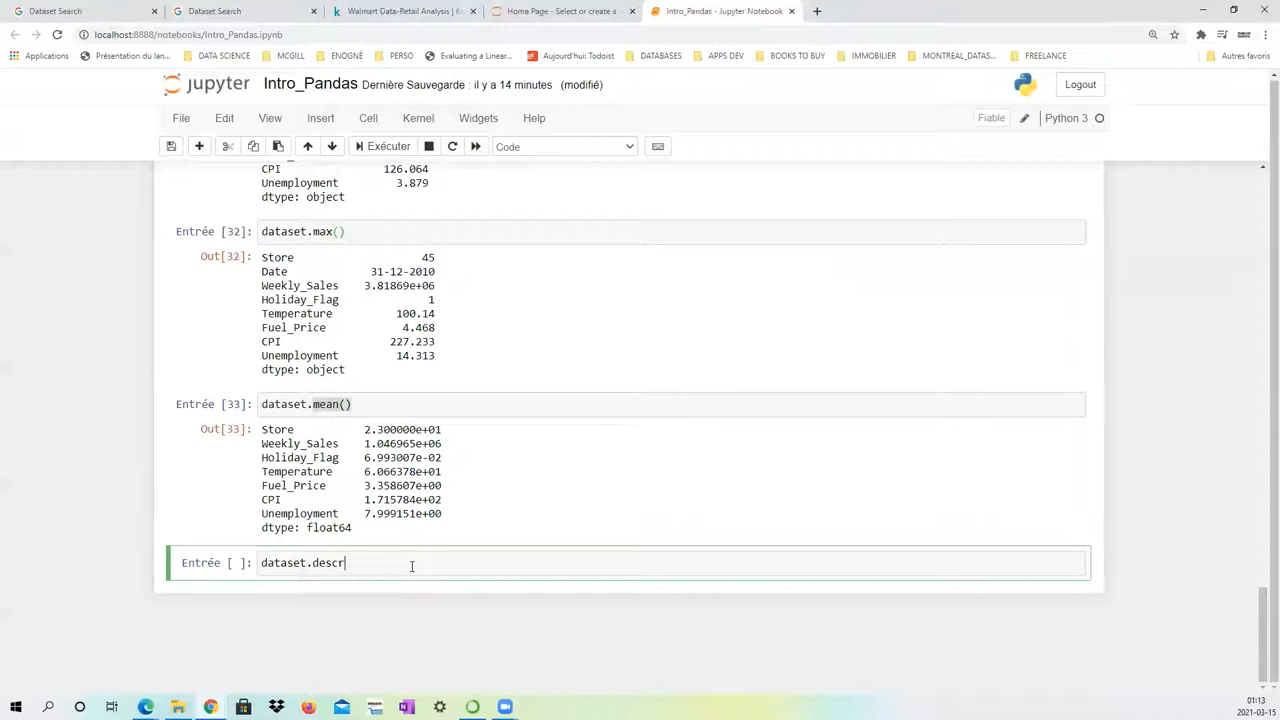 Dataset Search
Dataset Search
Walmart Data-Retail Analysis | K
Home Page - Select or create a n
Intro_Pandas - Jupyter Notebook
localhost:8888/notebooks/Intro_Pandas.ipynb
Applications
Présentation du lan...
DATA SCIENCE
MCGILL
ENOGNÉ
PERSO
Evaluating a Linear...
Aujourd'hui: Todoist
DATABASES
APPS DEV
BOOKS TO BUY
IMMOBILIER
MONTREAL_DATAS...
FREELANCE
Autres favoris
jupyter Intro_Pandas Dernière Sauvegarde : il y a 14 minutes (modifié)
Logout
File Edit View Insert Cell Kernel Widgets Help
Fiable
Python 3
Exécuter
Code
CPI 126.064
Unemployment 3.879
dtype: object
Entrée [32]: dataset.max()
Out[32]: Store 45
Date 31-12-2010
Weekly_Sales 3.81869e+06
Holiday_Flag 1
Temperature 100.14
Fuel_Price 4.468
CPI 227.233
Unemployment 14.313
dtype: object
Entrée [33]: dataset.mean()
Out[33]: Store 2.300000e+01
Weekly_Sales 1.046965e+06
Holiday_Flag 6.993007e-02
Temperature 6.066378e+01
Fuel_Price 3.358607e+00
CPI 1.715784e+02
Unemployment 7.999151e+00
dtype: float64
Entrée [ ]: dataset.descr
01:13
2021-03-15